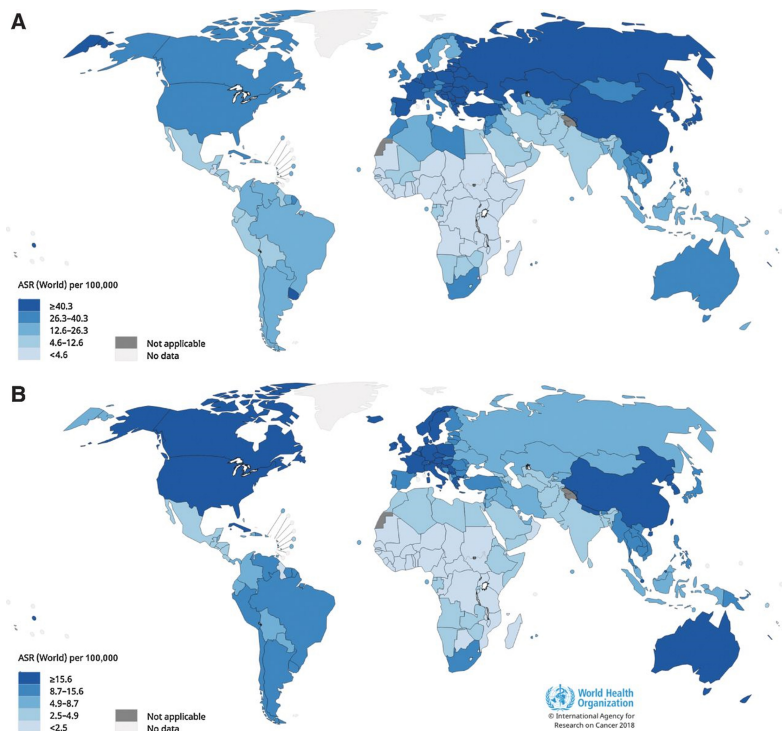 A
ASR (World) per 100,000
≥40.3
26.3–40.3
12.6–26.3
4.6–12.6
<4.6
Not applicable
No data
B
ASR (World) per 100,000
≥15.6
8.7–15.6
4.9–8.7
2.5–4.9
<2.5
Not applicable
No data
World Health
Organization
© International Agency for
Research on Cancer 2018